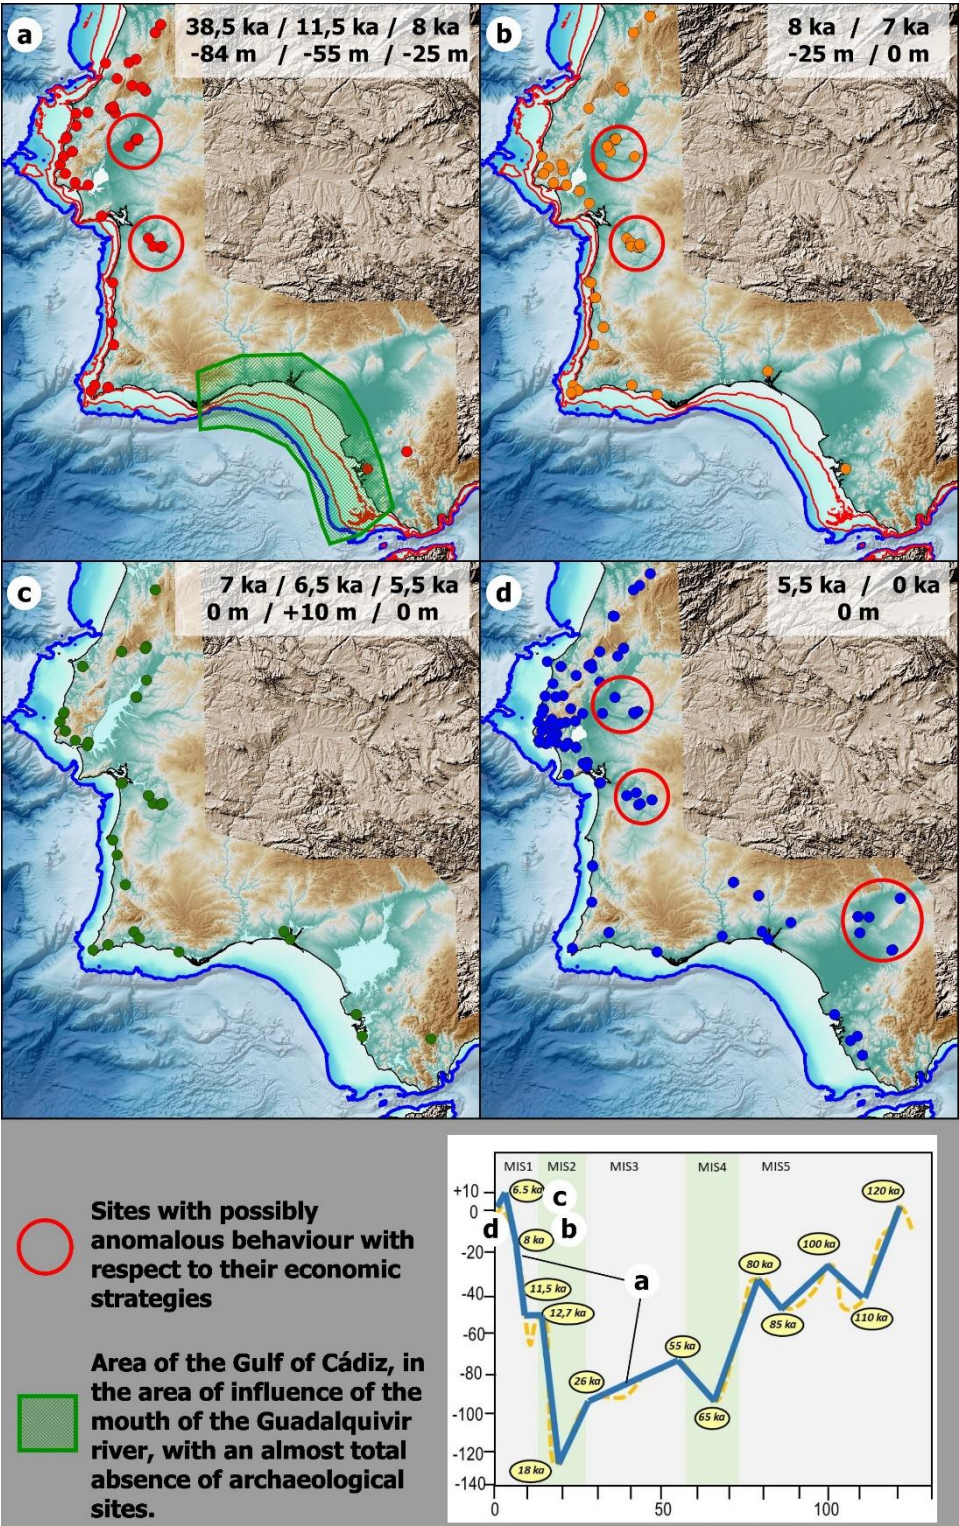 a
38,5 ka / 11,5 ka / 8 ka
-84 m / -55 m / -25 m
b
8 ka / 7 ka
-25 m / 0 m
c
7 ka / 6,5 ka / 5,5 ka
0 m / +10 m / 0 m
d
5,5 ka / 0 ka
0 m
Sites with possibly
anomalous behaviour with
respect to their economic
strategies
Area of the Gulf of Cádiz, in
the area of influence of the
mouth of the Guadalquivir
river, with an almost total
absence of archaeological
sites.
MIS1 MIS2 MIS3 MIS4 MIS5
+10
0
-20
-40
-60
-80
-100
-120
-140
6.5 ka
c
120 ka
d
8 ka
b
100 ka
a
80 ka
11,5 ka
12,7 ka
85 ka
110 ka
55 ka
26 ka
65 ka
18 ka
0 50 100